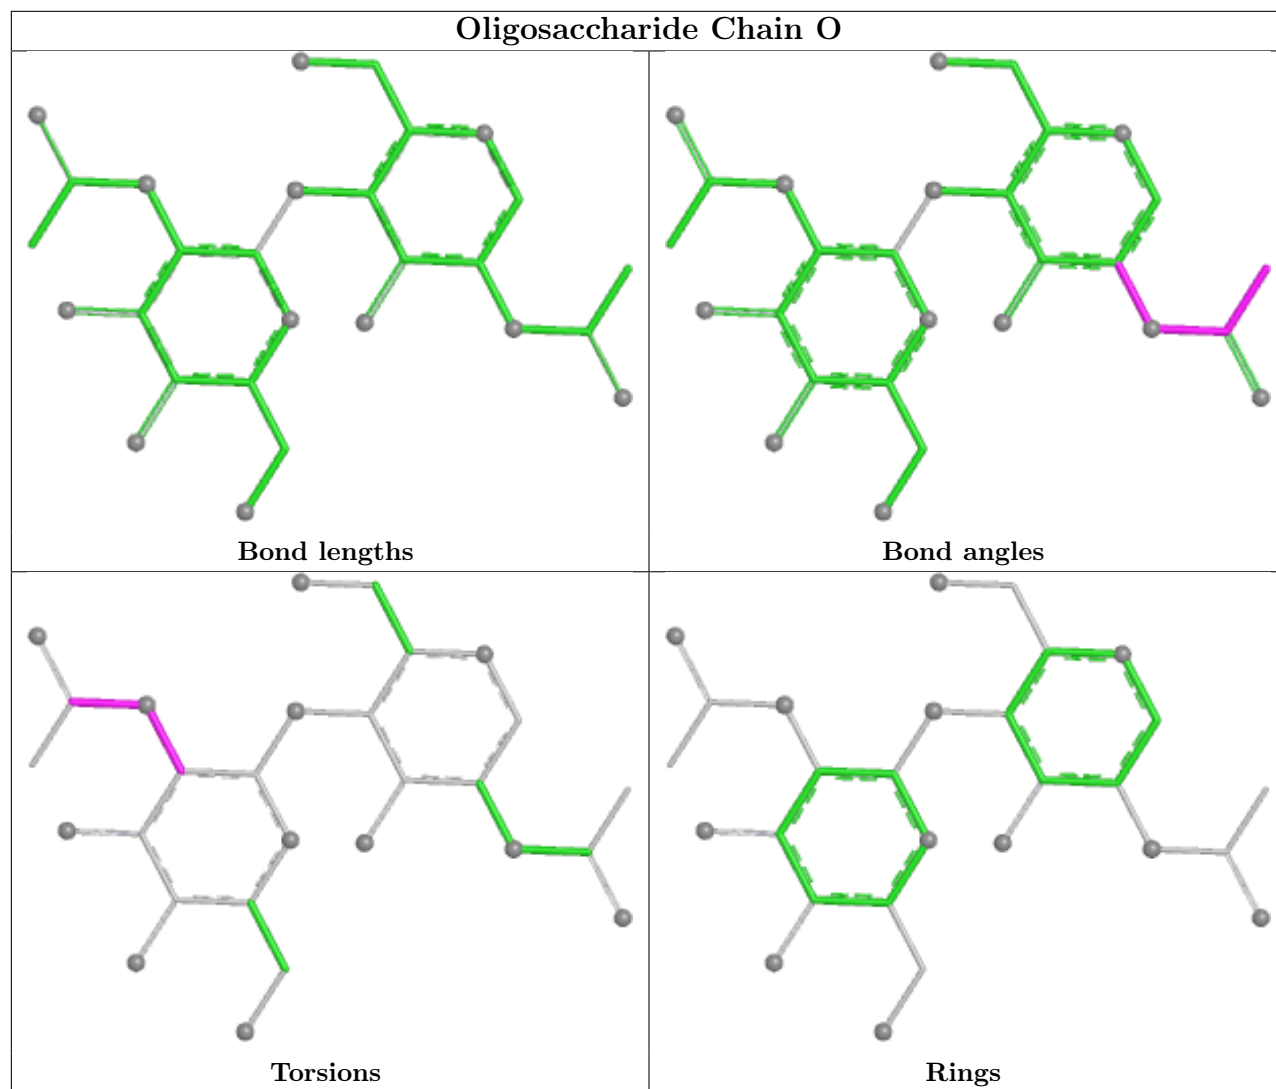 Oligosaccharide Chain O
Bond lengths
Bond angles
Torsions
Rings